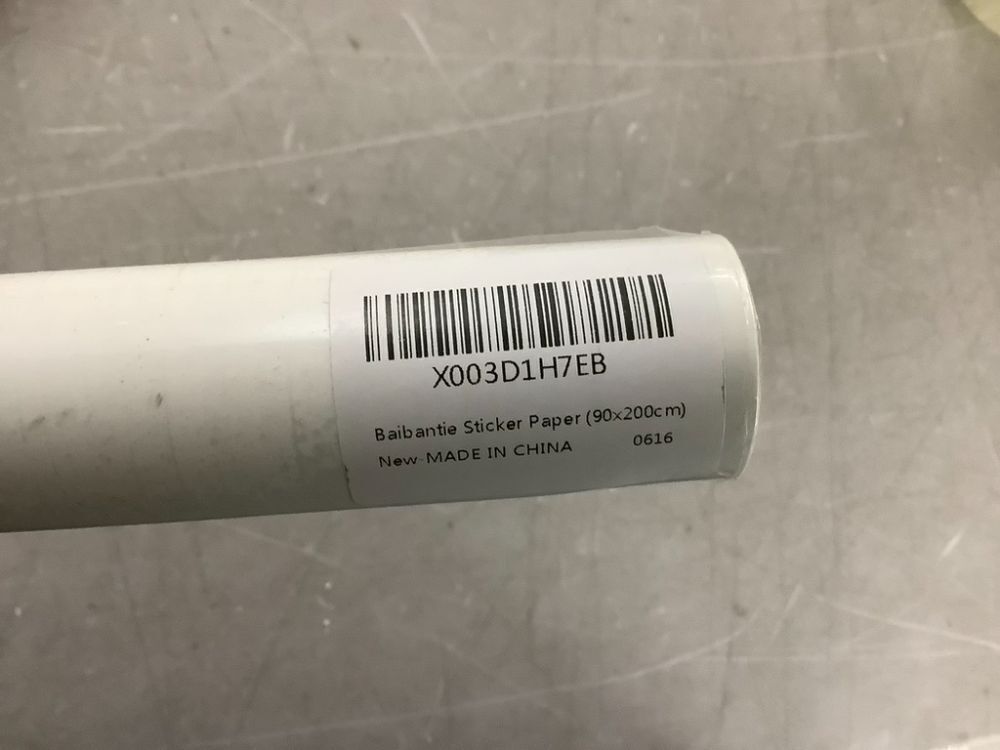 X003D1H7EB
Baibantie Sticker Paper (90x200cm)
New-MADE IN CHINA 0616